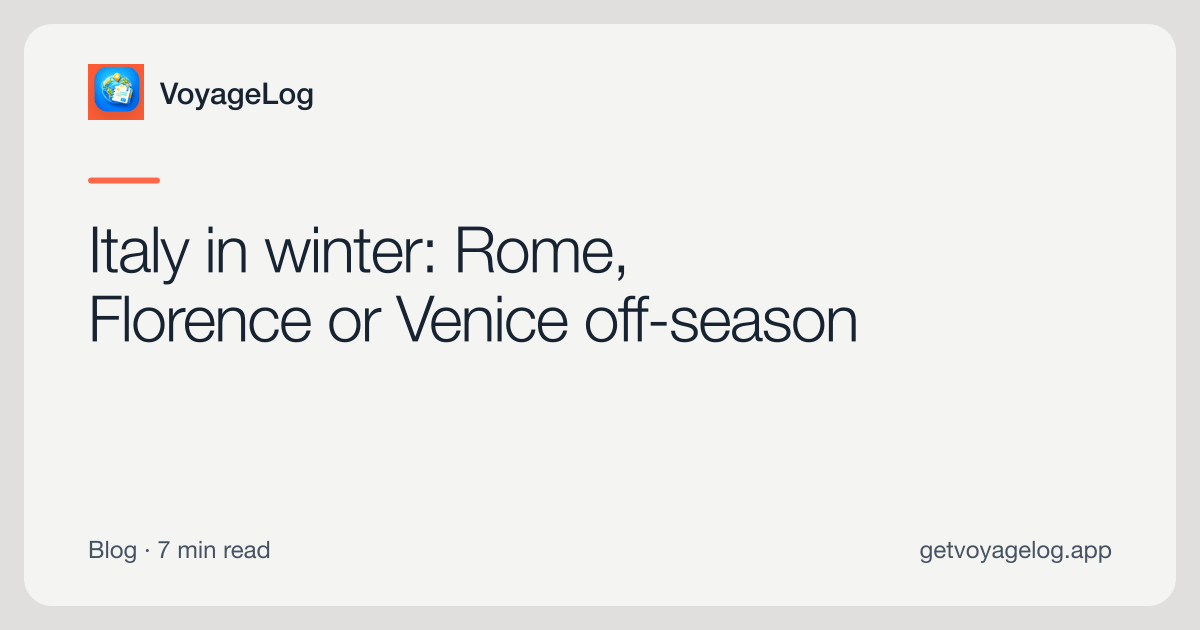 VoyageLog
Italy in winter: Rome,
Florence or Venice off-season
Blog · 7 min read
getvoyagelog.app